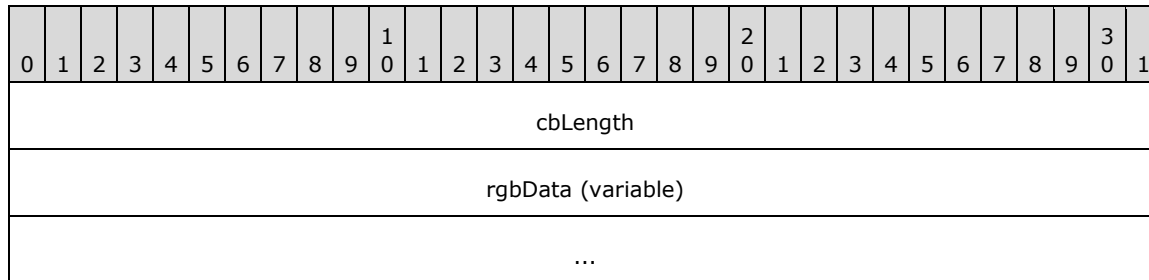 1 2 3
0 1 2 3 4 5 6 7 8 9 0 1 2 3 4 5 6 7 8 9 0 1 2 3 4 5 6 7 8 9 0 1
cbLength
rgbData (variable)
...